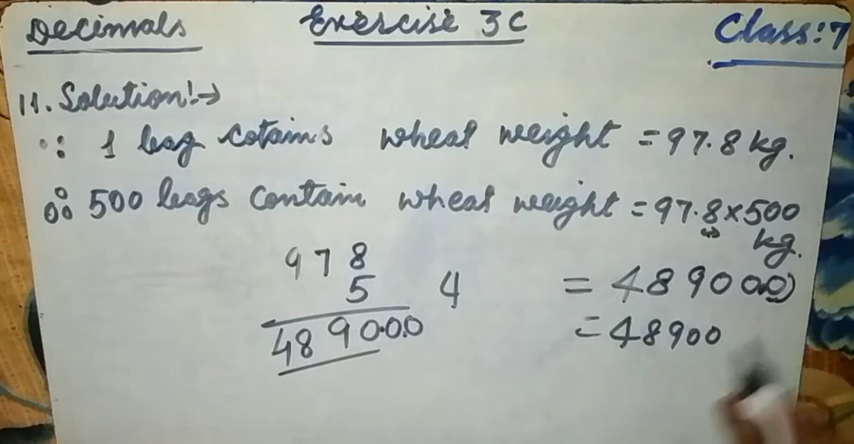 Decimals Exercise 3C Class:7
11. Solution:→
∵ 1 bag cotains wheat weight = 97.8 kg.
∴ 500 bags contain wheat weight = 97.8×500 kg.
978
5 4
489000.0
= 48900.0
= 48900